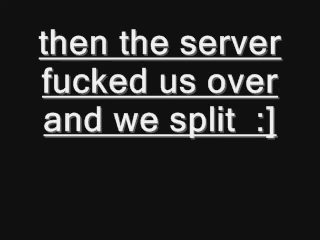 then the server
fucked us over
and we split :]